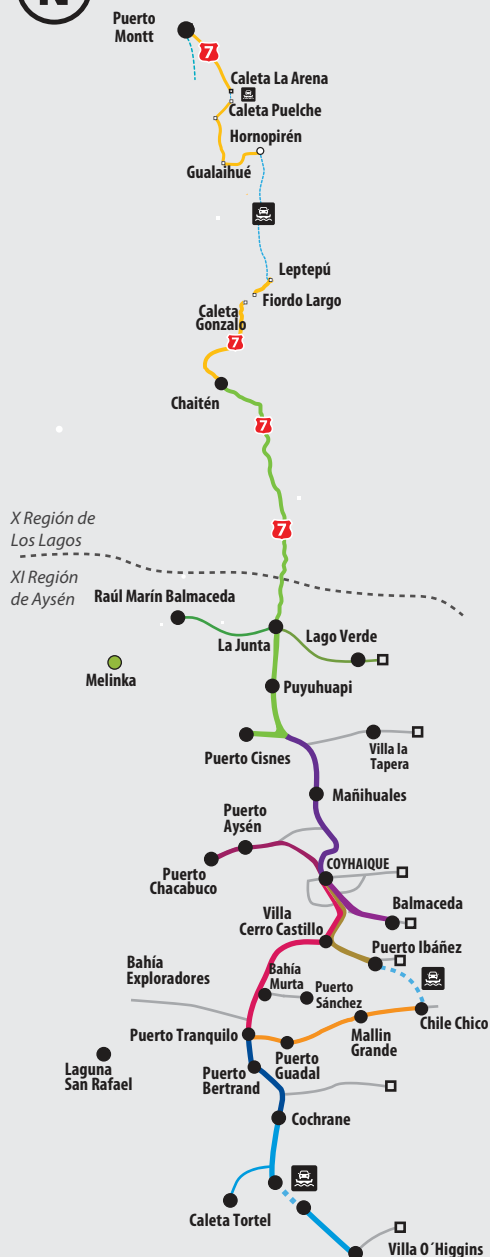 N
Puerto
Montt
7
Caleta La Arena
Caleta Puelche
Hornopirén
Gualaihué
Leptepú
Fiordo Largo
Caleta
Gonzalo
7
Chaitén
7
X Región de
Los Lagos
7
XI Región
de Aysén
Raúl Marín Balmaceda
La Junta
Lago Verde
Melinka
Puyuhuapi
Puerto Cisnes
Villa la
Tapera
Mañihuales
Puerto
Aysén
Puerto
Chacabuco
COYHAIQUE
Balmaceda
Villa
Cerro Castillo
Puerto Ibáñez
Bahía
Exploradores
Bahía
Murta
Puerto
Sánchez
Chile Chico
Puerto Tranquilo
Mallin
Grande
Puerto
Guadal
Laguna
San Rafael
Puerto
Bertrand
Cochrane
Caleta Tortel
Villa O´Higgins